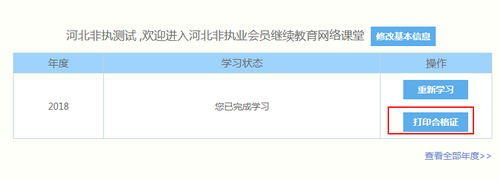 河北非执测试 ,欢迎进入河北非执业会员继续教育网络课堂 修改基本信息
年度 学习状态 操作
重新学习
2018 您已完成学习
打印合格证
查看全部年度>>